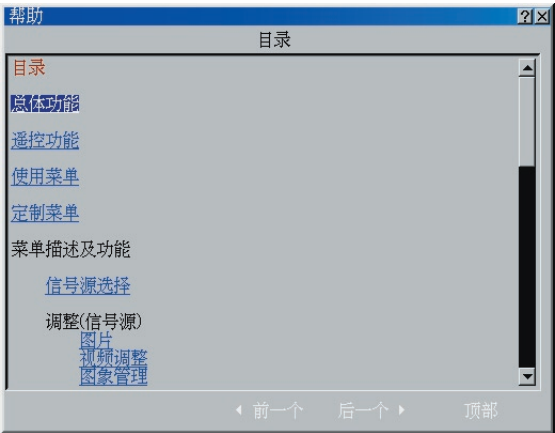 帮助
目录
目录
总体功能
遥控功能
使用菜单
定制菜单
菜单描述及功能
信号源选择
调整(信号源)
图片
视频调整
图象管理
前一个 后一个 顶部